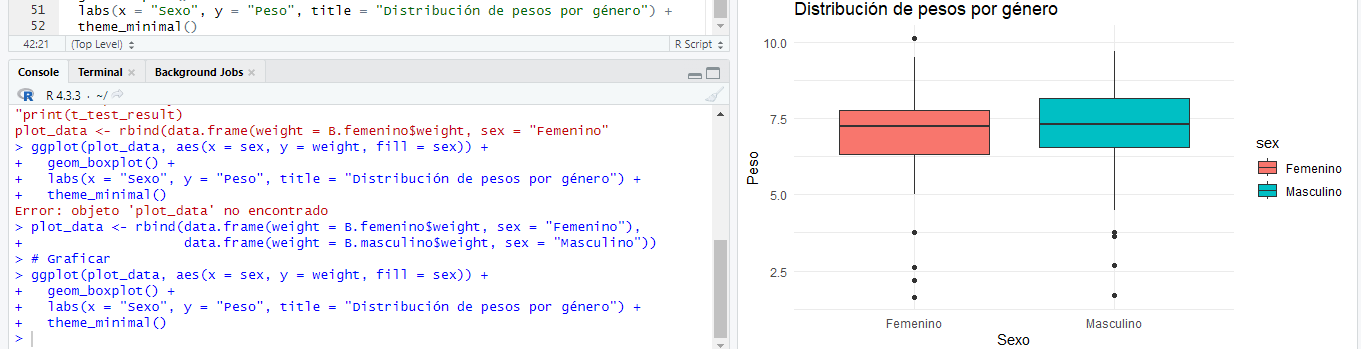 51 labs(x = "Sexo", y = "Peso", title = "Distribución de pesos por género") +
52 theme_minimal()
42:21 (Top Level) R Script
Console Terminal Background Jobs
R R 4.3.3 · ~/
"print(t_test_result)
plot_data <- rbind(data.frame(weight = B.femenino$weight, sex = "Femenino"
> ggplot(plot_data, aes(x = sex, y = weight, fill = sex)) +
+ geom_boxplot() +
+ labs(x = "Sexo", y = "Peso", title = "Distribución de pesos por género") +
+ theme_minimal()
Error: objeto 'plot_data' no encontrado
> plot_data <- rbind(data.frame(weight = B.femenino$weight, sex = "Femenino"),
+ data.frame(weight = B.masculino$weight, sex = "Masculino"))
> # Graficar
> ggplot(plot_data, aes(x = sex, y = weight, fill = sex)) +
+ geom_boxplot() +
+ labs(x = "Sexo", y = "Peso", title = "Distribución de pesos por género") +
+ theme_minimal()
>
Distribución de pesos por género
10.0
7.5
5.0
2.5
Peso
Femenino Masculino
Sexo
sex
Femenino
Masculino